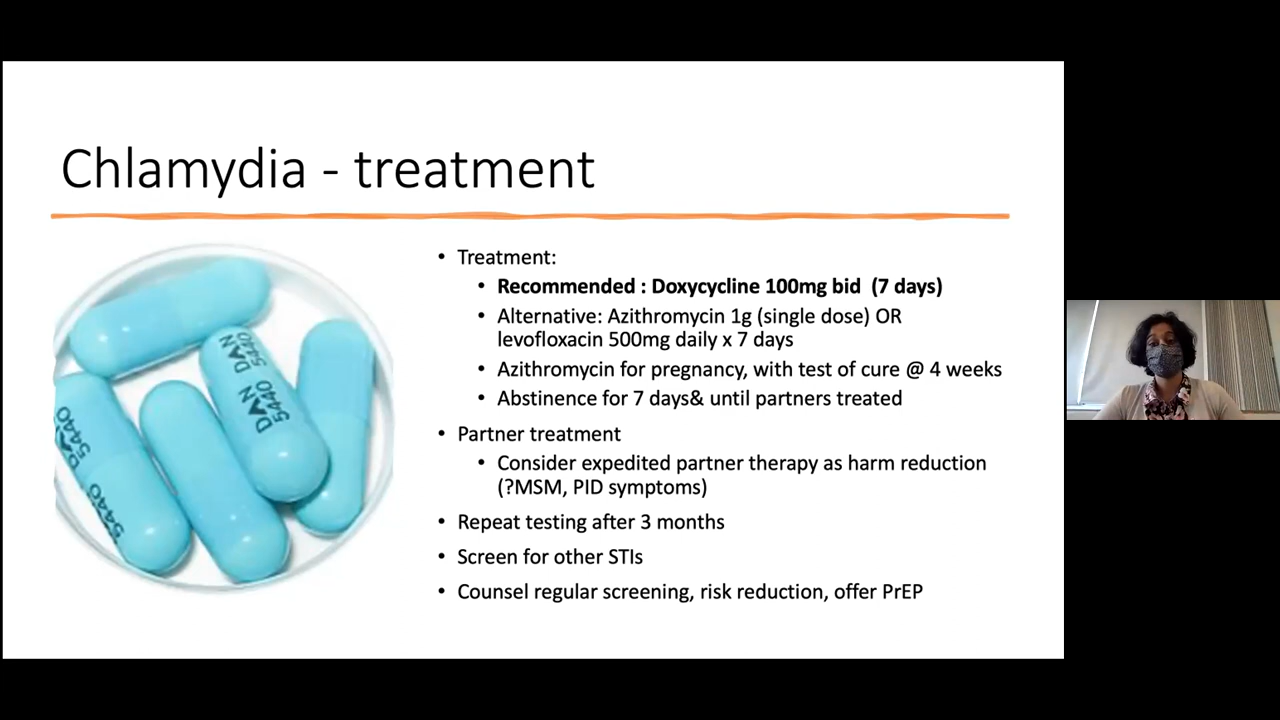 Chlamydia - treatment
• Treatment:
• Recommended : Doxycycline 100mg bid (7 days)
• Alternative: Azithromycin 1g (single dose) OR
levofloxacin 500mg daily x 7 days
• Azithromycin for pregnancy, with test of cure @ 4 weeks
• Abstinence for 7 days& until partners treated
• Partner treatment
• Consider expedited partner therapy as harm reduction
(?MSM, PID symptoms)
• Repeat testing after 3 months
• Screen for other STIs
• Counsel regular screening, risk reduction, offer PrEP
DAN DAN
5440 5440
DAN
5440
5440